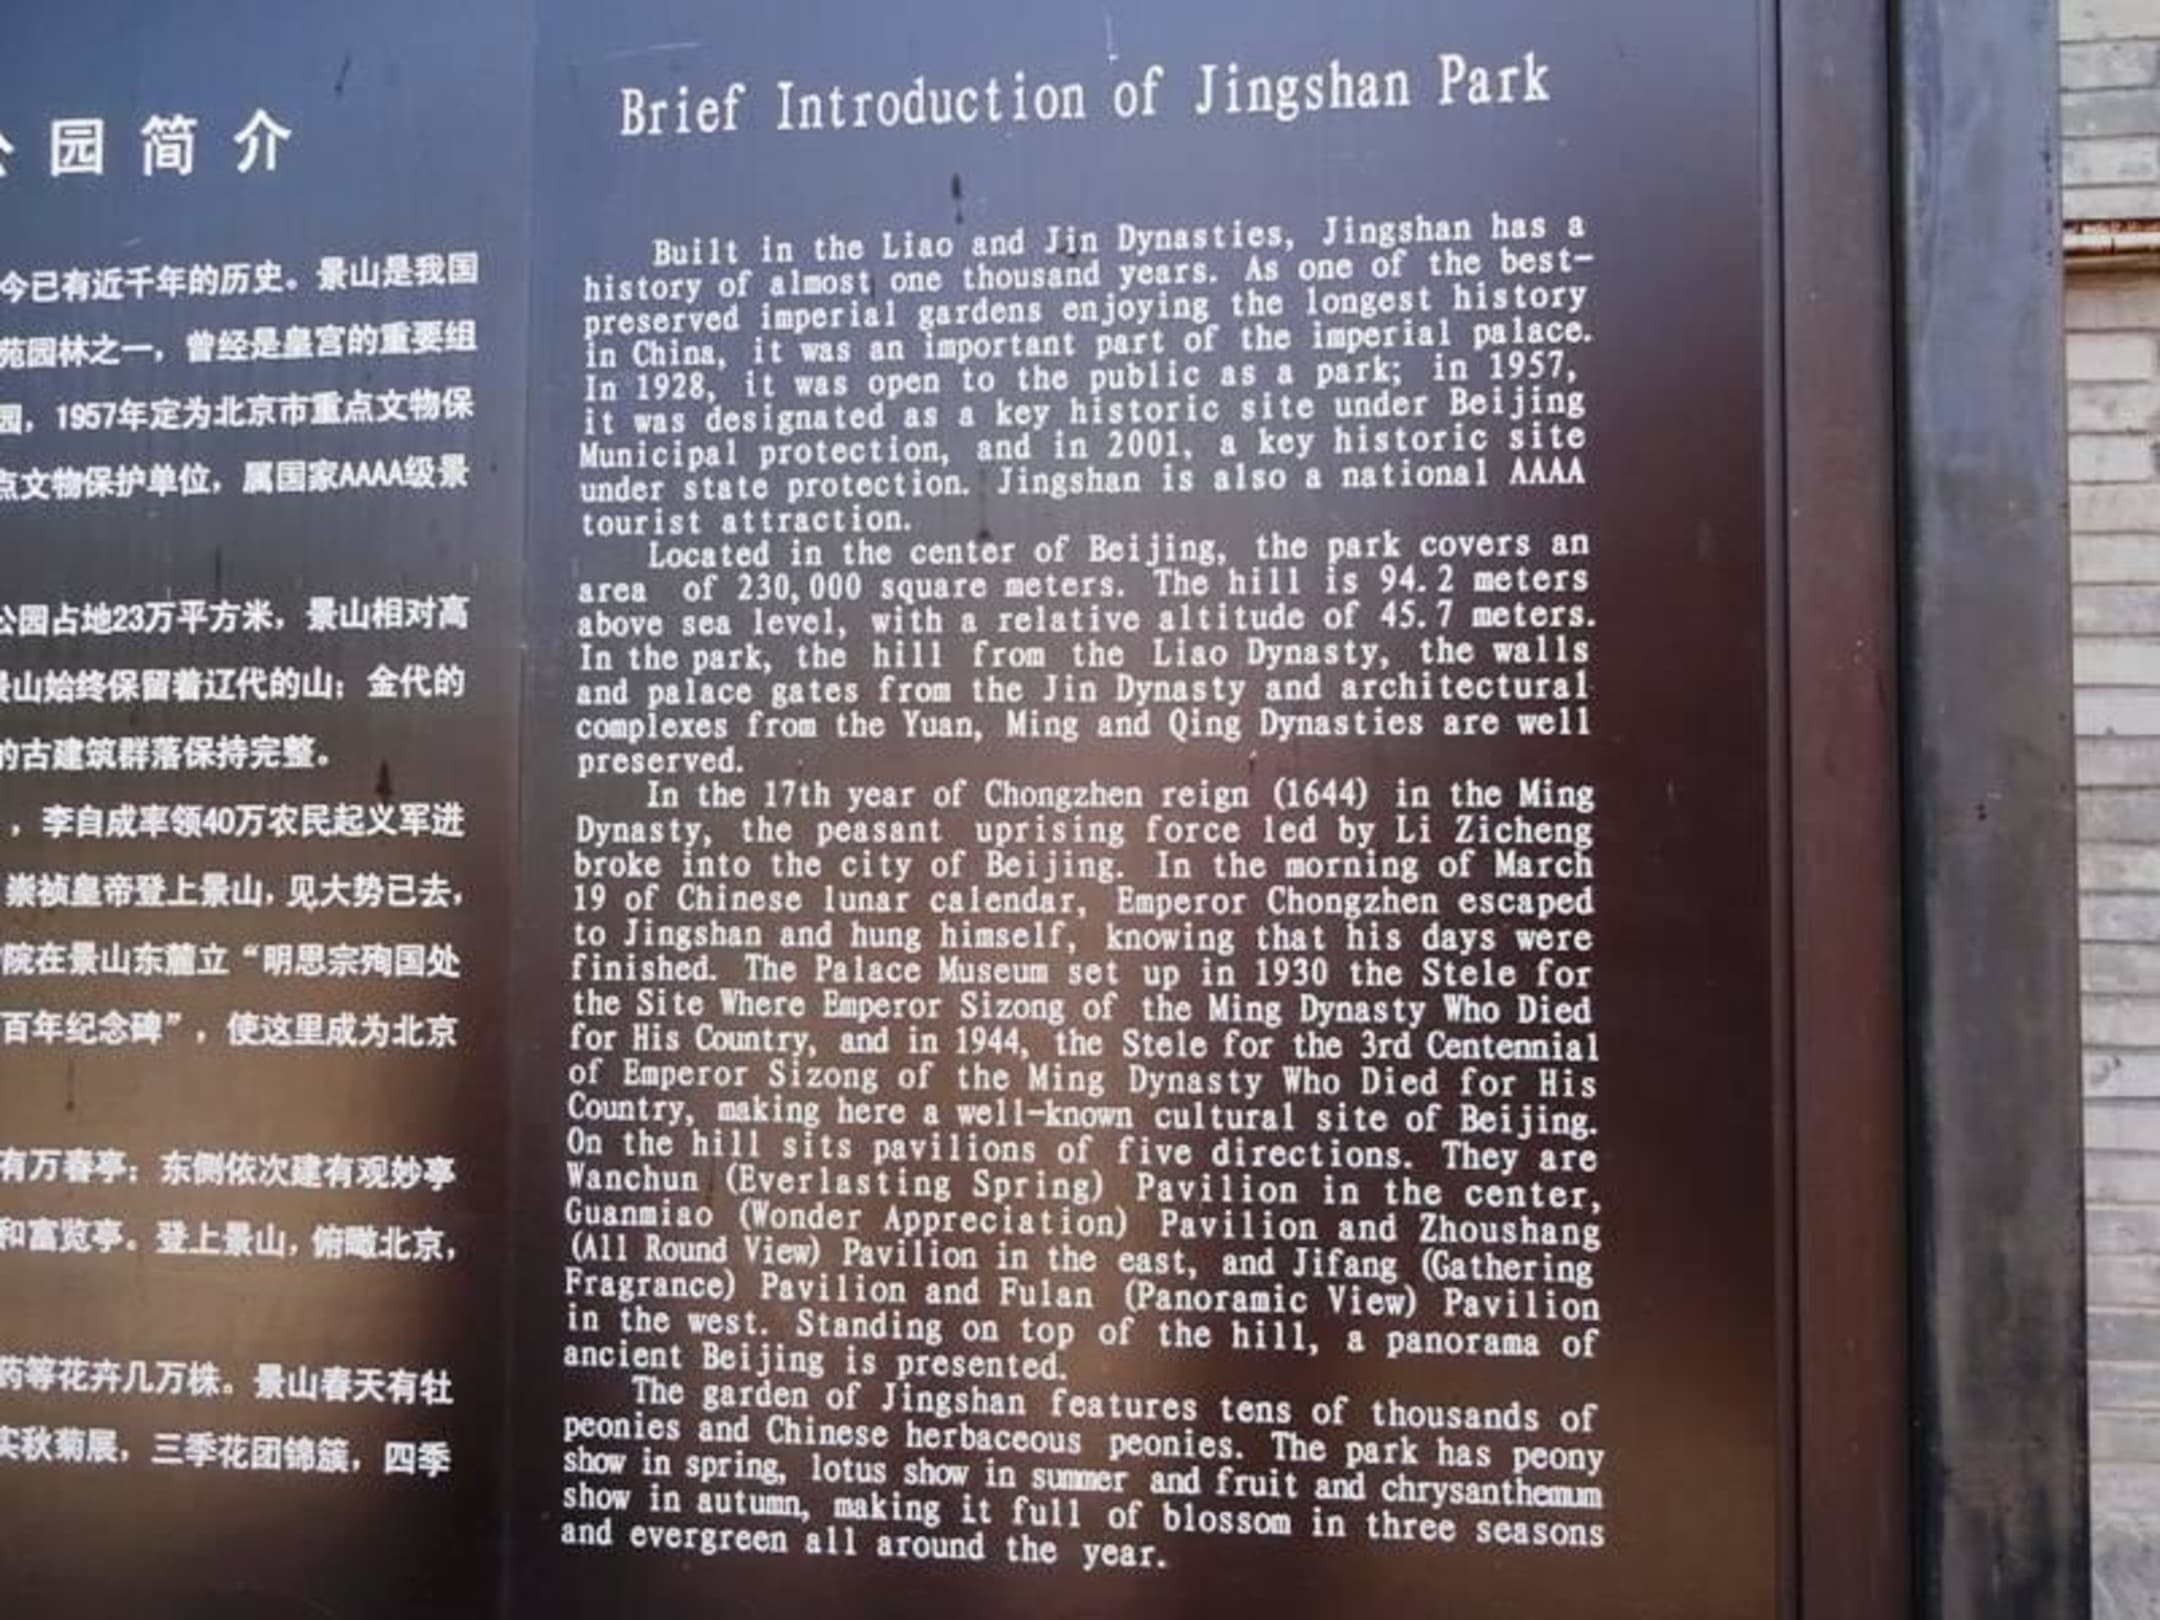 园简介
今已有近千年的历史。景山是我国
苑园林之一，曾经是皇宫的重要组
园，1957年定为北京市重点文物保
点文物保护单位，属国家AAAA级景
公园占地23万平方米，景山相对高
景山始终保留着辽代的山；金代的
的古建筑群落保持完整。
，李自成率领40万农民起义军进
崇祯皇帝登上景山，见大势已去，
院在景山东麓立“明思宗殉国处
百年纪念碑”，使这里成为北京
有万春亭；东侧依次建有观妙亭
和富览亭。登上景山，俯瞰北京，
药等花卉几万株。景山春天有牡
实秋菊展，三季花团锦簇，四季
Brief Introduction of Jingshan Park
Built in the Liao and Jin Dynasties, Jingshan has a
history of almost one thousand years. As one of the best-
preserved imperial gardens enjoying the longest history
in China, it was an important part of the imperial palace.
In 1928, it was open to the public as a park; in 1957,
it was designated as a key historic site under Beijing
Municipal protection, and in 2001, a key historic site
under state protection. Jingshan is also a national AAAA
tourist attraction.
Located in the center of Beijing, the park covers an
area of 230,000 square meters. The hill is 94.2 meters
above sea level, with a relative altitude of 45.7 meters.
In the park, the hill from the Liao Dynasty, the walls
and palace gates from the Jin Dynasty and architectural
complexes from the Yuan, Ming and Qing Dynasties are well
preserved.
In the 17th year of Chongzhen reign (1644) in the Ming
Dynasty, the peasant uprising force led by Li Zicheng
broke into the city of Beijing. In the morning of March
19 of Chinese lunar calendar, Emperor Chongzhen escaped
to Jingshan and hung himself, knowing that his days were
finished. The Palace Museum set up in 1930 the Stele for
the Site Where Emperor Sizong of the Ming Dynasty Who Died
for His Country, and in 1944, the Stele for the 3rd Centennial
of Emperor Sizong of the Ming Dynasty Who Died for His
Country, making here a well-known cultural site of Beijing.
On the hill sits pavilions of five directions. They are
Wanchun (Everlasting Spring) Pavilion in the center,
Guanmiao (Wonder Appreciation) Pavilion and Zhoushang
(All Round View) Pavilion in the east, and Jifang (Gathering
Fragrance) Pavilion and Fulan (Panoramic View) Pavilion
in the west. Standing on top of the hill, a panorama of
ancient Beijing is presented.
The garden of Jingshan features tens of thousands of
peonies and Chinese herbaceous peonies. The park has peony
show in spring, lotus show in summer and fruit and chrysanthemum
show in autumn, making it full of blossom in three seasons
and evergreen all around the year.